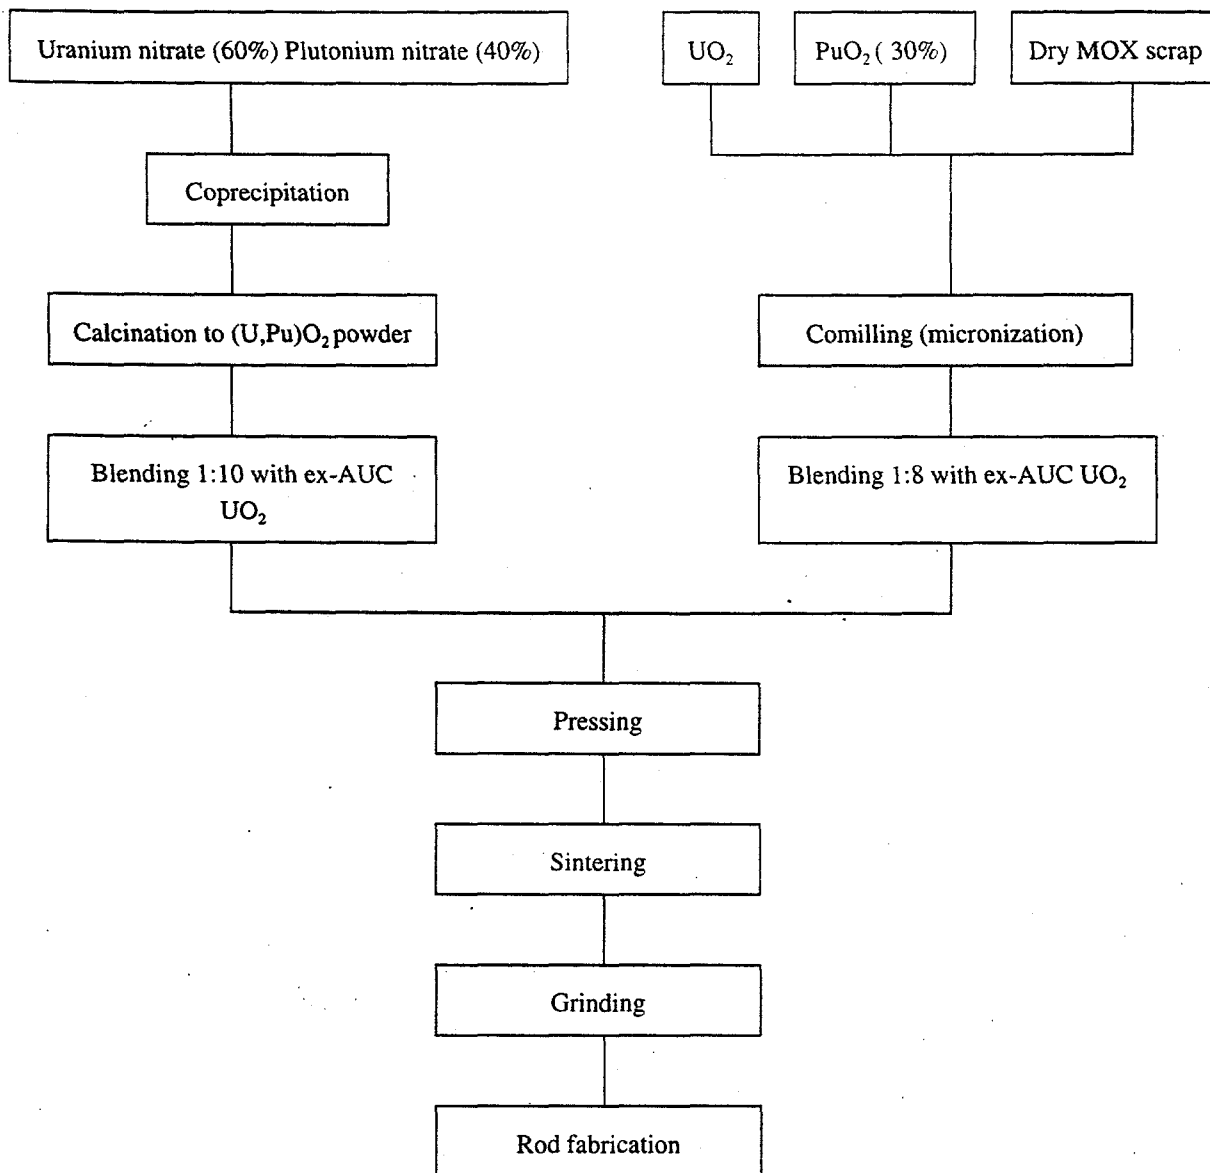 Uranium nitrate (60%) Plutonium nitrate (40%)
UO₂
PuO₂ ( 30%)
Dry MOX scrap
Coprecipitation
Calcination to (U,Pu)O₂ powder
Comilling (micronization)
Blending 1:10 with ex-AUC
UO₂
Blending 1:8 with ex-AUC UO₂
Pressing
Sintering
Grinding
Rod fabrication